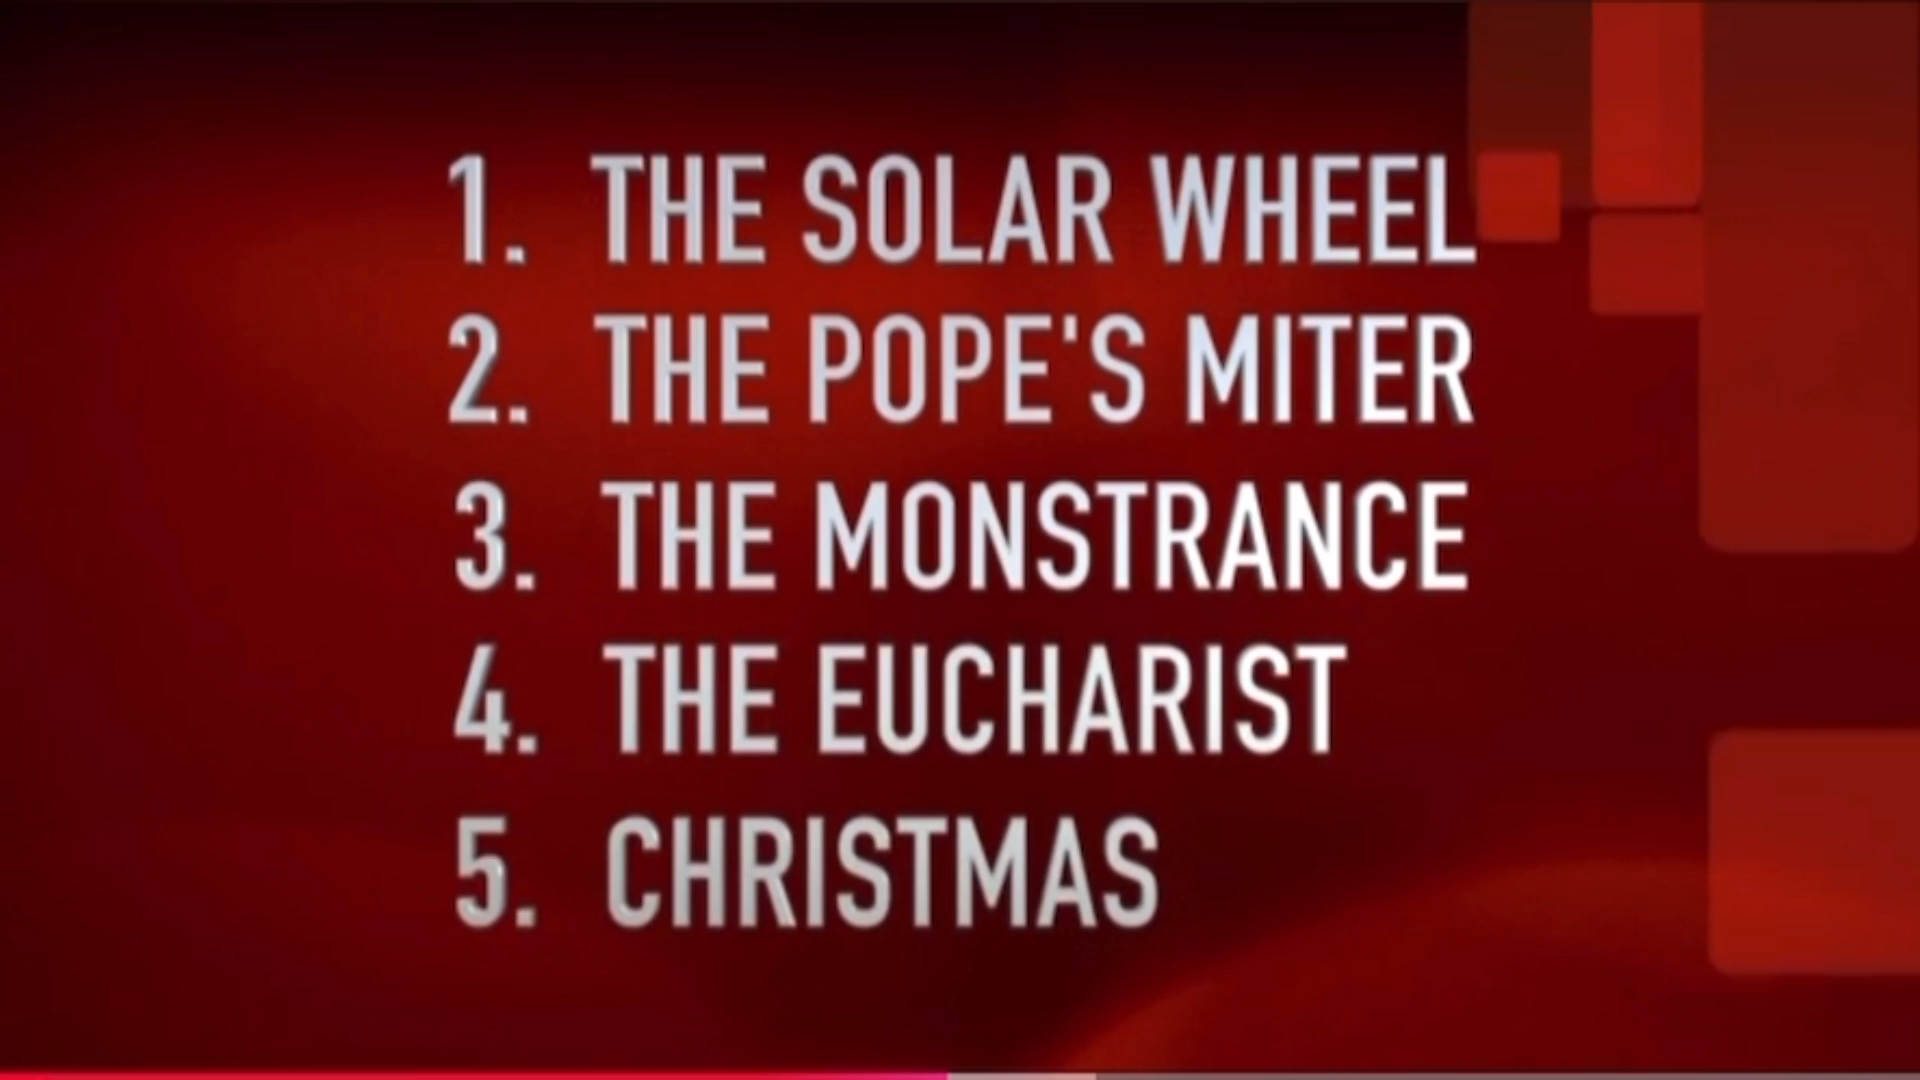 1. THE SOLAR WHEEL
2. THE POPE'S MITER
3. THE MONSTRANCE
4. THE EUCHARIST
5. CHRISTMAS